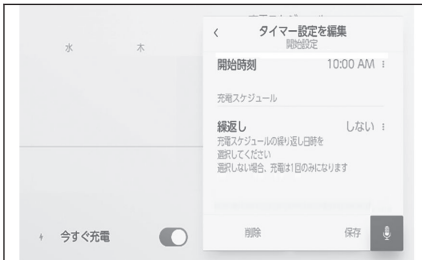 水
木
タイマー設定を編集
開始設定
開始時刻
10:00 AM
充電スケジュール
繰返し
しない
充電スケジュールの繰り返し日時を
選択してください
選択しない場合、充電は1回のみになります
今すぐ充電
削除
保存